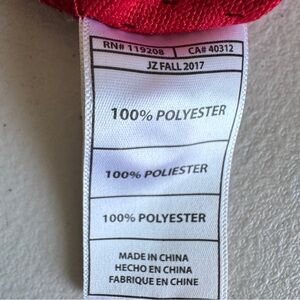 RN# 119208 CA# 40312
JZ FALL 2017
100% POLYESTER
100% POLIESTER
100% POLYESTER
MADE IN CHINA
HECHO EN CHINA
FABRIQUE EN CHINE